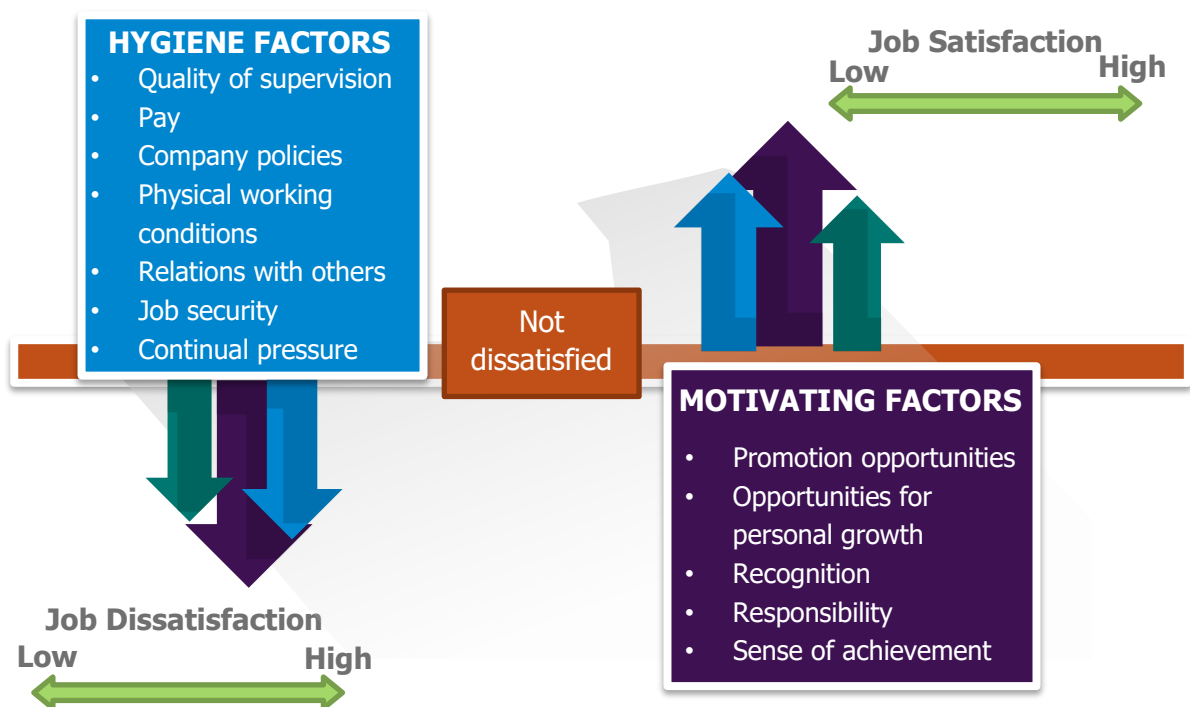 HYGIENE FACTORS
• Quality of supervision
• Pay
• Company policies
• Physical working
conditions
• Relations with others
• Job security
• Continual pressure
Job Satisfaction
Low High
Not
dissatisfied
MOTIVATING FACTORS
• Promotion opportunities
• Opportunities for
personal growth
• Recognition
• Responsibility
• Sense of achievement
Job Dissatisfaction
Low High